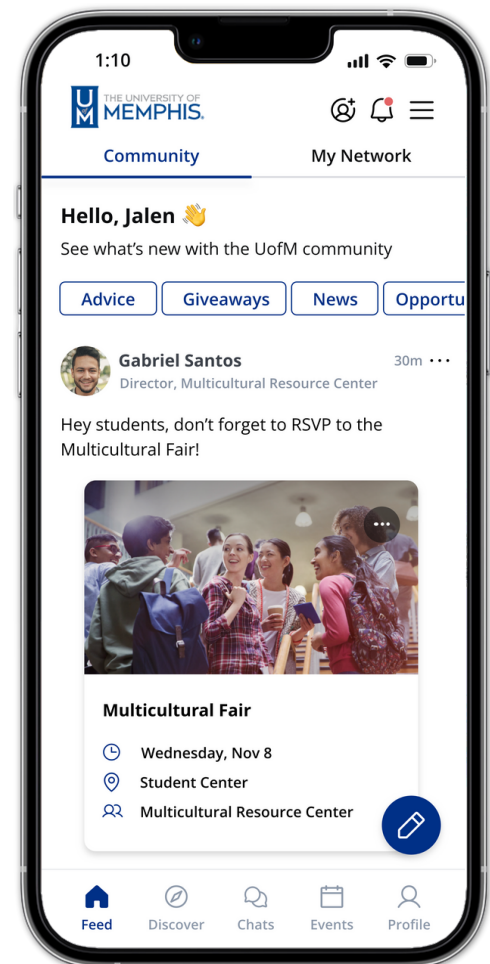 1:10
THE UNIVERSITY OF
MEMPHIS.
UM
Community
My Network
Hello, Jalen 👋
See what’s new with the UofM community
Advice
Giveaways
News
Opportu
Gabriel Santos
30m
Director, Multicultural Resource Center
Hey students, don’t forget to RSVP to the
Multicultural Fair!
Multicultural Fair
Wednesday, Nov 8
Student Center
Multicultural Resource Center
Feed
Discover
Chats
Events
Profile